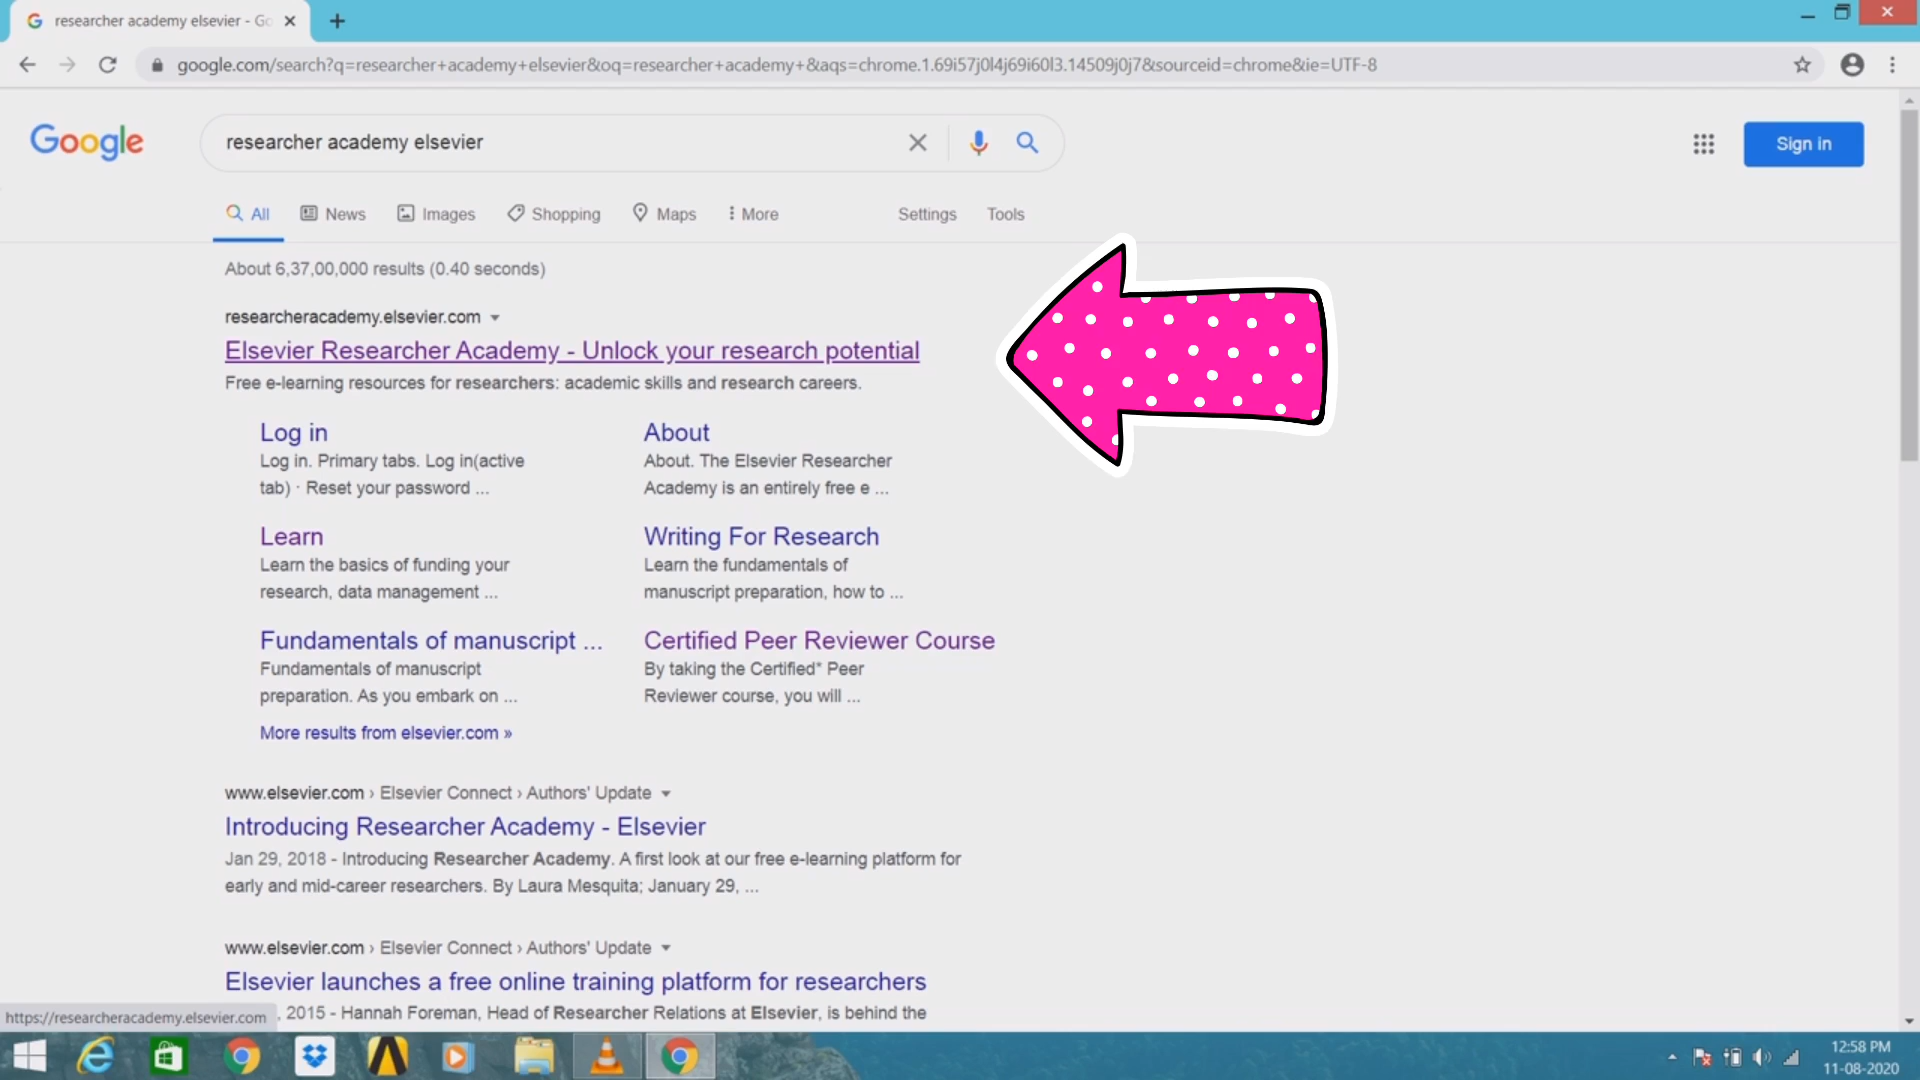 researcher academy elsevier - Go
google.com/search?q=researcher+academy+elsevier&oq=researcher+academy+&aqs=chrome.1.69i57j0l4j69i60l3.14509j0j7&sourceid=chrome&ie=UTF-8
Google
researcher academy elsevier
Sign in
All News Images Shopping Maps More Settings Tools
About 6,37,00,000 results (0.40 seconds)
researcheracademy.elsevier.com
Elsevier Researcher Academy - Unlock your research potential
Free e-learning resources for researchers: academic skills and research careers.
Log in
Log in. Primary tabs. Log in(active
tab) · Reset your password ...
About
About. The Elsevier Researcher
Academy is an entirely free e ...
Learn
Learn the basics of funding your
research, data management ...
Writing For Research
Learn the fundamentals of
manuscript preparation, how to ...
Fundamentals of manuscript ...
Fundamentals of manuscript
preparation. As you embark on ...
Certified Peer Reviewer Course
By taking the Certified* Peer
Reviewer course, you will ...
More results from elsevier.com »
www.elsevier.com › Elsevier Connect › Authors' Update
Introducing Researcher Academy - Elsevier
Jan 29, 2018 - Introducing Researcher Academy. A first look at our free e-learning platform for
early and mid-career researchers. By Laura Mesquita; January 29, ...
www.elsevier.com › Elsevier Connect › Authors' Update
Elsevier launches a free online training platform for researchers
, 2015 - Hannah Foreman, Head of Researcher Relations at Elsevier, is behind the
https://researcheracademy.elsevier.com
12:58 PM
11-08-2020